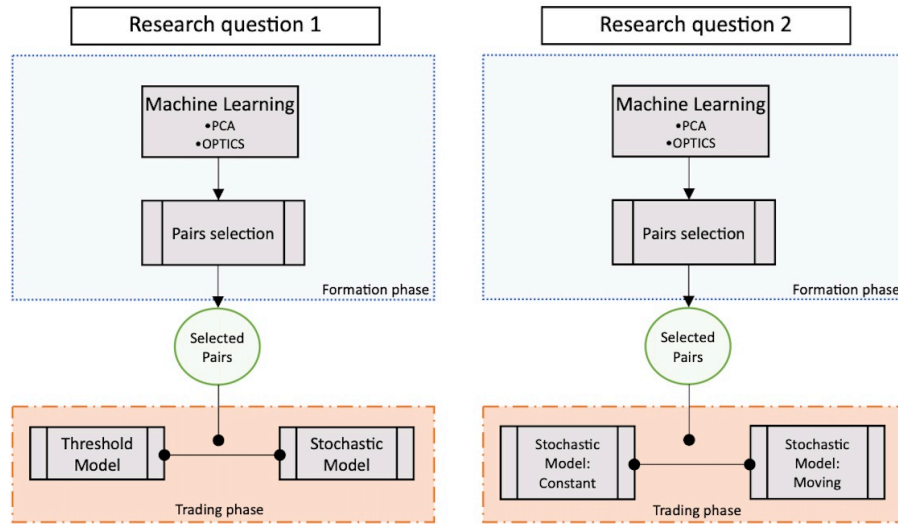 Research question 1
Machine Learning
•PCA
•OPTICS
Pairs selection
Formation phase
Selected
Pairs
Threshold
Model
Stochastic
Model
Trading phase
Research question 2
Machine Learning
•PCA
•OPTICS
Pairs selection
Formation phase
Selected
Pairs
Stochastic
Model:
Constant
Stochastic
Model:
Moving
Trading phase